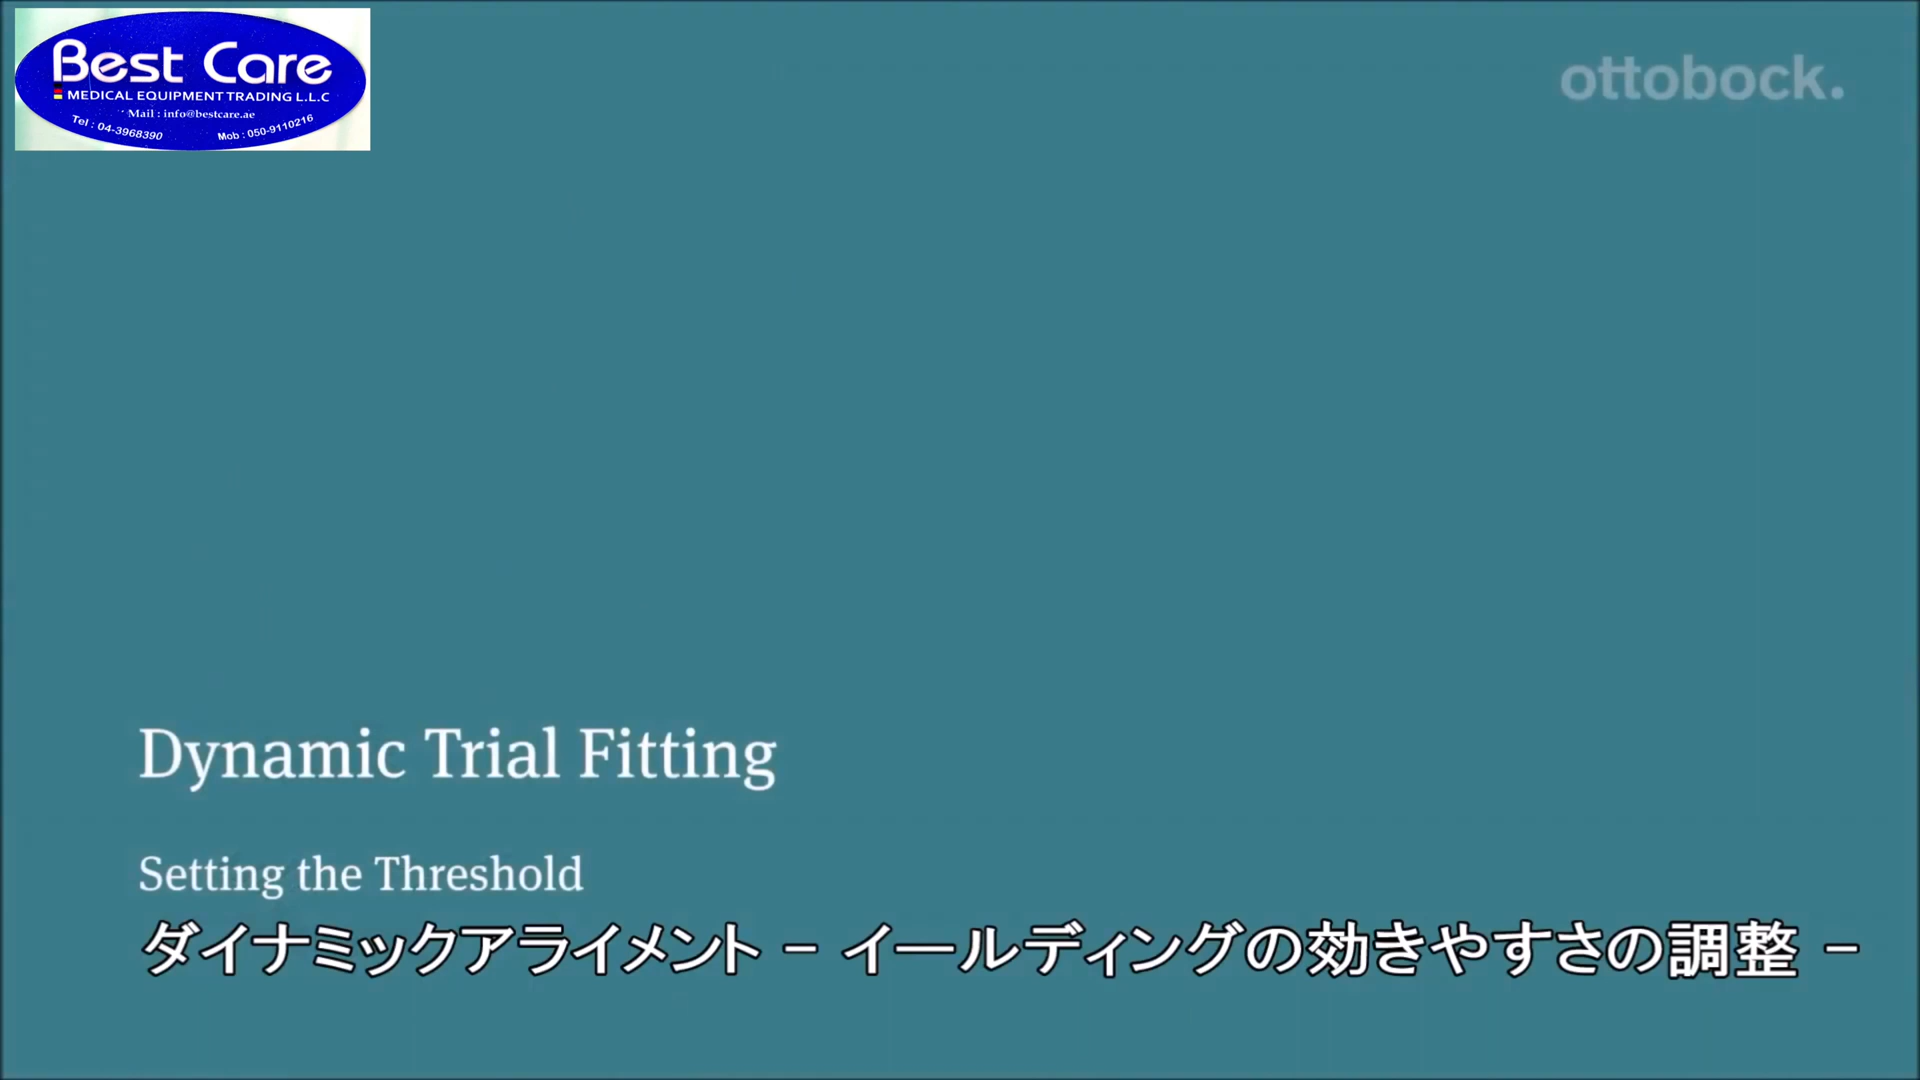 Best Care
MEDICAL EQUIPMENT TRADING L.L.C
Mail : info@bestcare.ae
Tel : 04-3968390
Mob : 050-9110216
ottobock.
Dynamic Trial Fitting
Setting the Threshold
ダイナミックアライメント − イールディングの効きやすさの調整 −